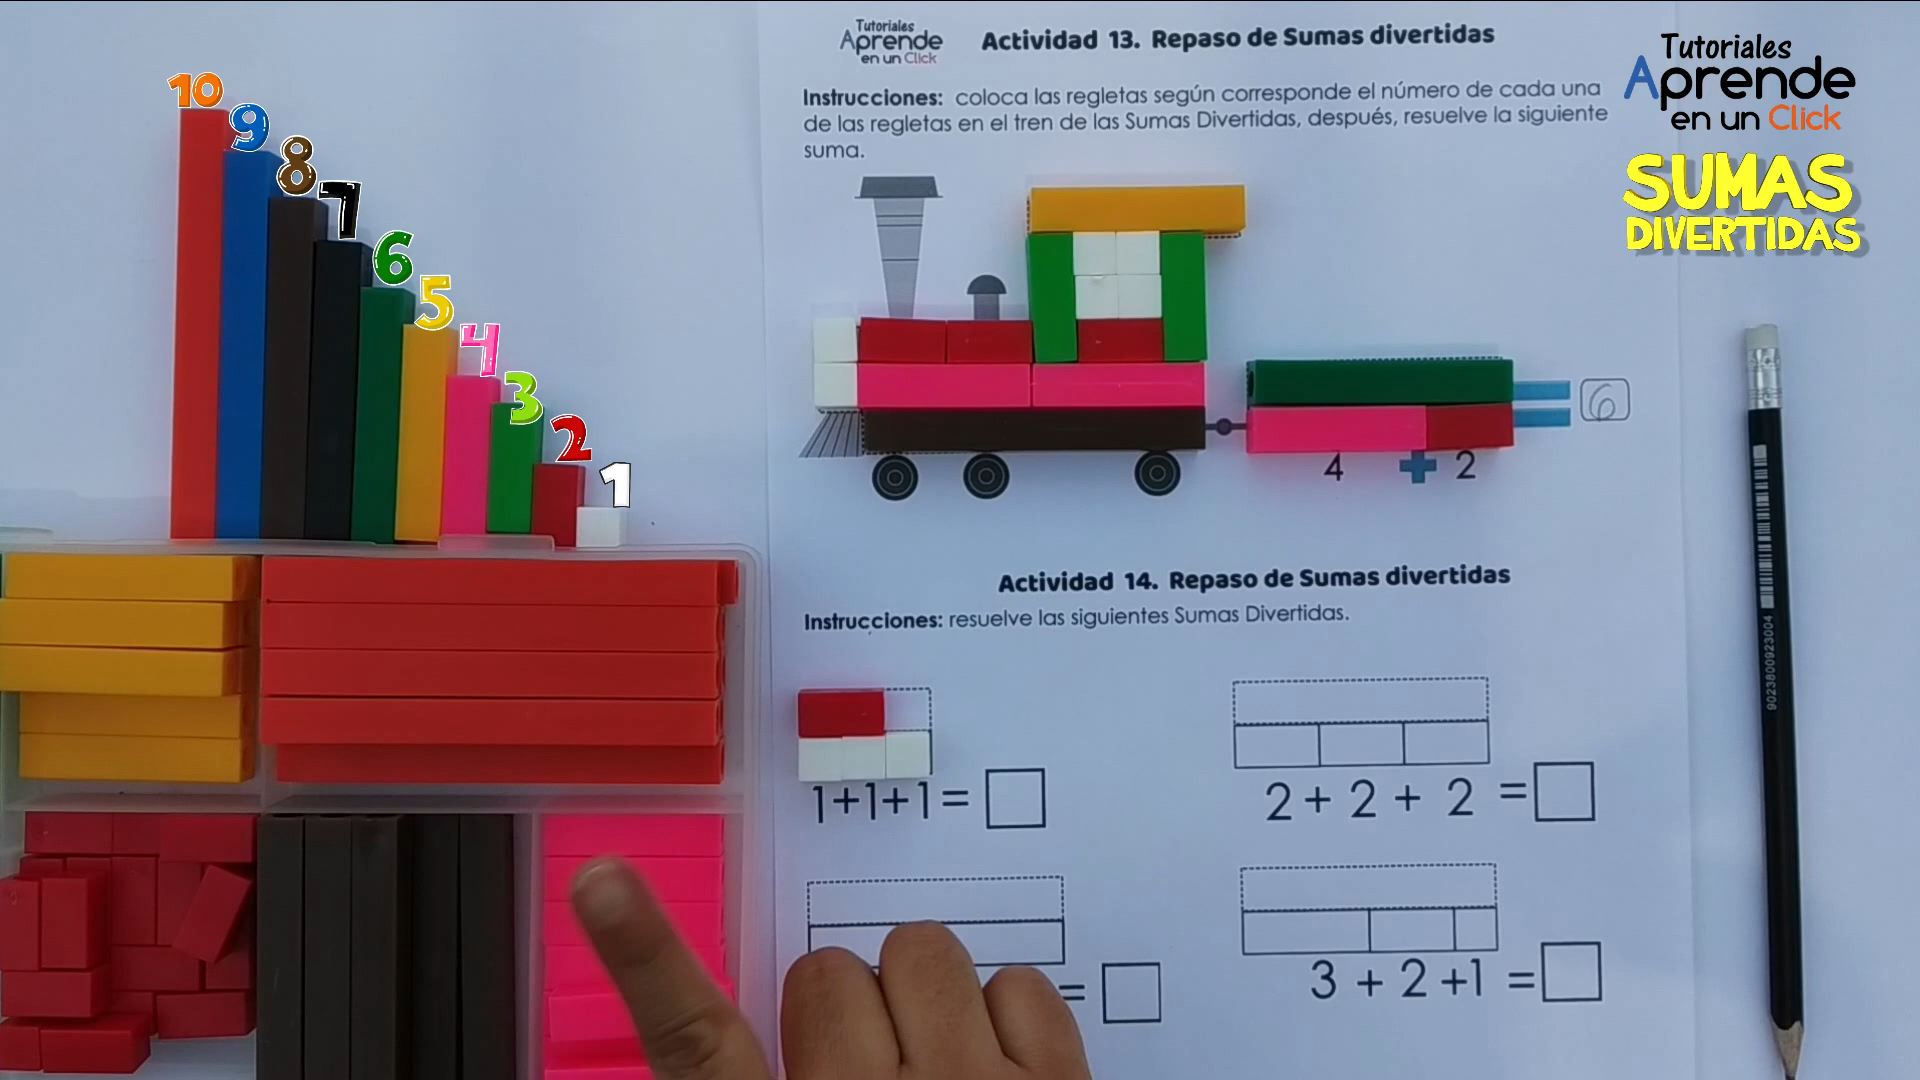 10
9
8
7
6
5
4
3
2
1
Tutoriales
Aprende
en un Click
Actividad 13. Repaso de Sumas divertidas
Instrucciones: coloca las regletas según corresponde el número de cada una
de las regletas en el tren de las Sumas Divertidas, después, resuelve la siguiente
suma.
6
4 + 2
Actividad 14. Repaso de Sumas divertidas
Instrucciones: resuelve las siguientes Sumas Divertidas.
1+1+1=
2 + 2 + 2 =
=
3 + 2 +1 =
Tutoriales
Aprende
en un Click
SUMAS
DIVERTIDAS
9023800923004